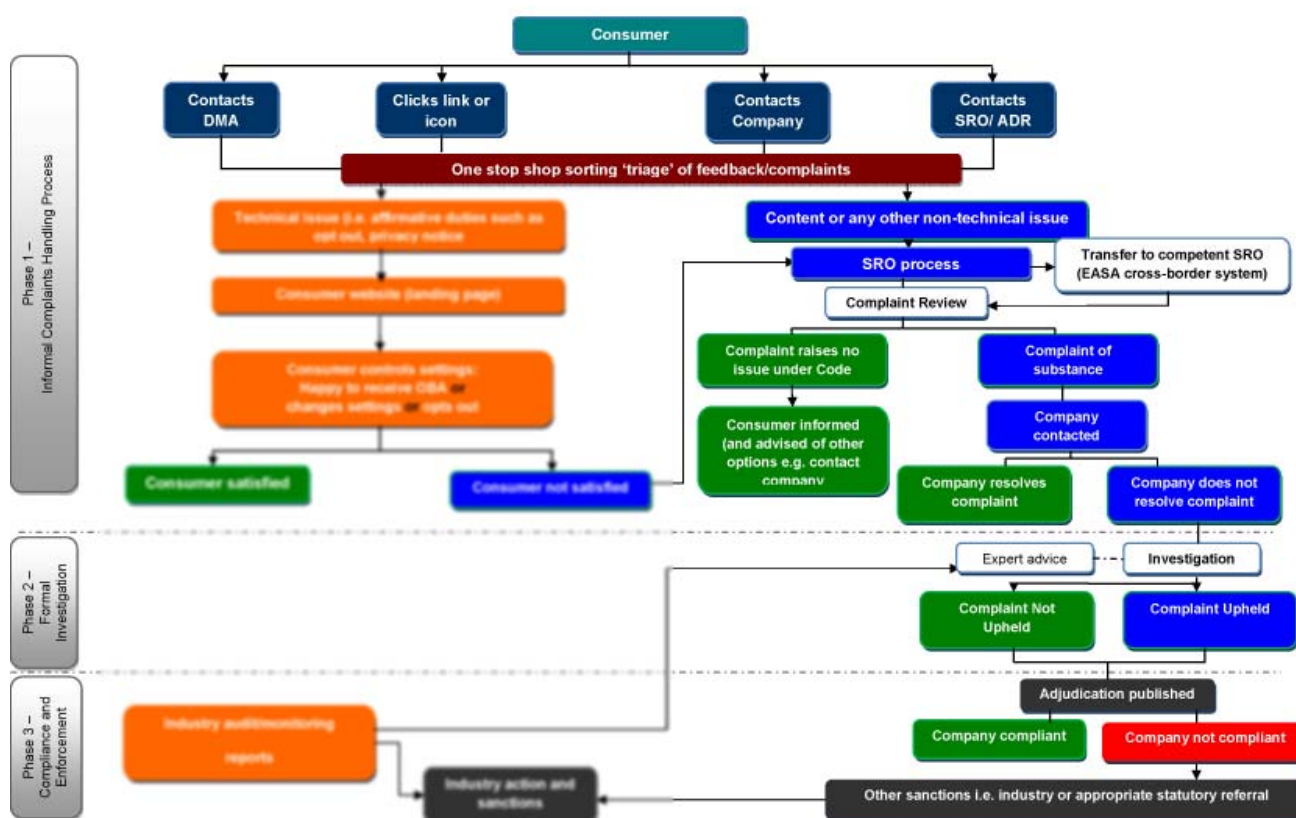 Consumer
Contacts
DMA
Clicks link or
icon
Contacts
Company
Contacts
SRO/ ADR
One stop shop sorting ‘triage’ of feedback/complaints
Technical issue (i.e. affirmative duties such as
opt out, privacy notice
Content or any other non-technical issue
SRO process
Transfer to competent SRO
(EASA cross-border system)
Consumer website (landing page)
Complaint Review
Consumer controls settings:
Happy to receive OBA or
changes settings or opts out
Complaint raises no
issue under Code
Complaint of
substance
Consumer informed
(and advised of other
options e.g. contact
company
Company
contacted
Consumer satisfied
Consumer not satisfied
Company resolves
complaint
Company does not
resolve complaint
Phase 1 –
Informal Complaints Handling Process
Expert advice
Investigation
Complaint Not
Upheld
Complaint Upheld
Phase 2 –
Formal
Investigation
Adjudication published
Industry audit/monitoring
reports
Company compliant
Company not compliant
Industry action and
sanctions
Other sanctions i.e. industry or appropriate statutory referral
Phase 3 –
Compliance and
Enforcement